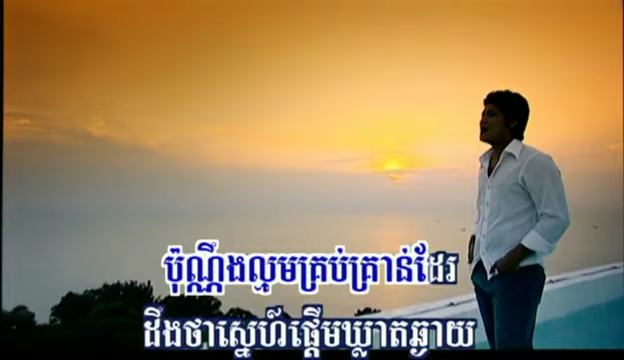 ប៉ុណ្ណឹងល្មមគ្រប់គ្រាន់ដែរ
ដឹងថាស្នេហ៍ផ្ដើមឃ្លាតឆ្ងាយ